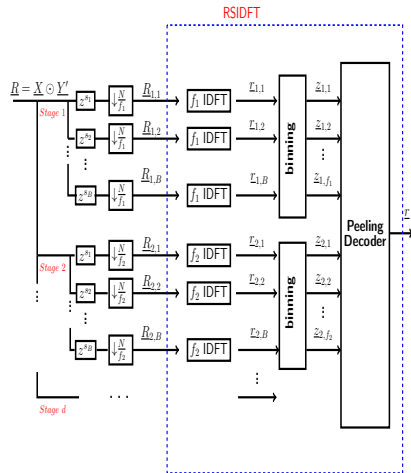 RSIDFT
R = X ⊙ Y′
Stage 1
z^{s_1} ↓N/f_1 R_{1,1} f_1 IDFT r_{1,1} z_{1,1}
z^{s_2} ↓N/f_1 R_{1,2} f_1 IDFT r_{1,2} z_{1,2}
⋮ ⋮ ⋮
z^{s_B} ↓N/f_1 R_{1,B} f_1 IDFT r_{1,B} z_{1,f_1}
binning
Peeling
Decoder
r
Stage 2
z^{s_1} ↓N/f_2 R_{2,1} f_2 IDFT r_{2,1} z_{2,1}
z^{s_2} ↓N/f_2 R_{2,2} f_2 IDFT r_{2,2} z_{2,2}
⋮ ⋮ ⋮ ⋮
z^{s_B} ↓N/f_2 R_{2,B} f_2 IDFT r_{2,B} z_{2,f_2}
binning
⋮
Stage d
· · ·